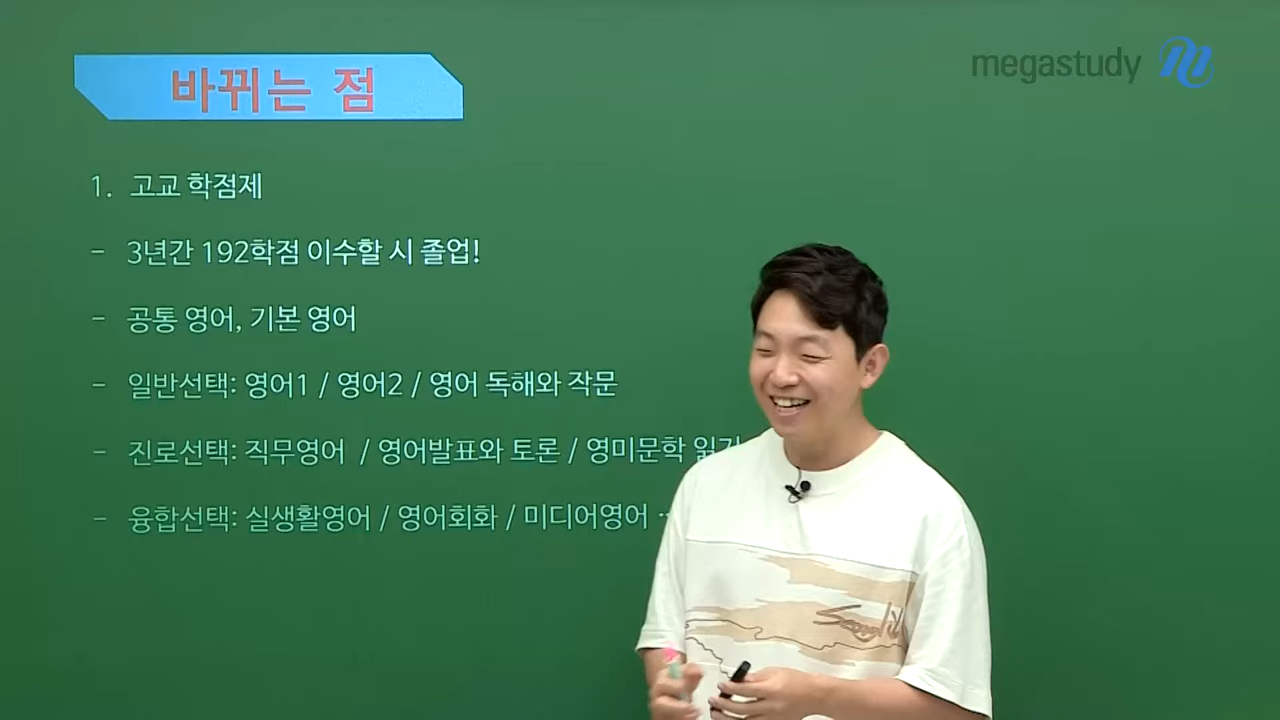 바뀌는 점
megastudy
1. 고교 학점제
- 3년간 192학점 이수할 시 졸업!
- 공통 영어, 기본 영어
- 일반선택: 영어1 / 영어2 / 영어 독해와 작문
- 진로선택: 직무영어 / 영어발표와 토론 / 영미문학 읽기
- 융합선택: 실생활영어 / 영어회화 / 미디어영어 …